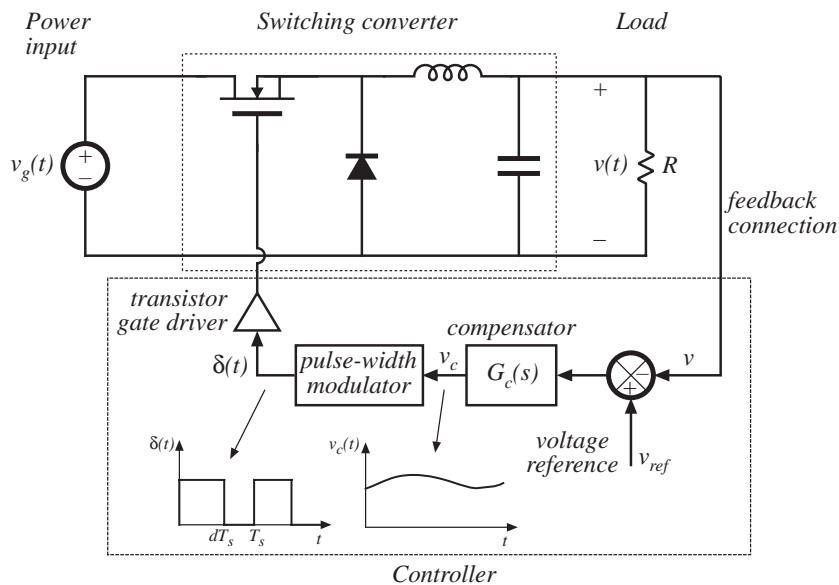 Power
input
Switching converter
Load
v_g(t)
+
–
+
v(t)
–
R
feedback
connection
transistor
gate driver
δ(t)
pulse-width
modulator
v_c
compensator
G_c(s)
–
+
v
voltage
reference
v_ref
δ(t)
dT_s
T_s
t
v_c(t)
t
Controller